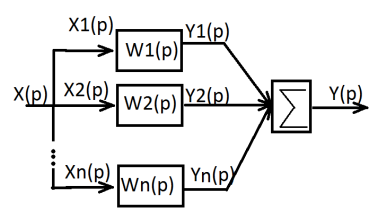 X1(p) W1(p) Y1(p)
X(p) X2(p) W2(p) Y2(p) ∑ Y(p)
Xn(p) Wn(p) Yn(p)